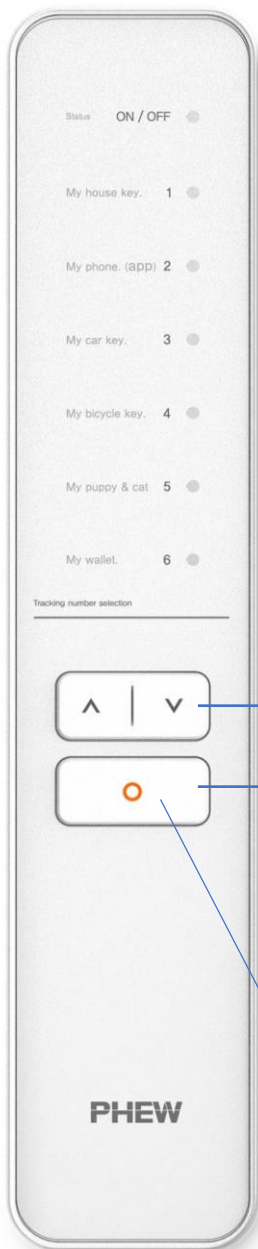 Status ON / OFF
My house key. 1
My phone. (app) 2
My car key. 3
My bicycle key. 4
My puppy & cat 5
My wallet. 6
Tracking number selection
PHEW